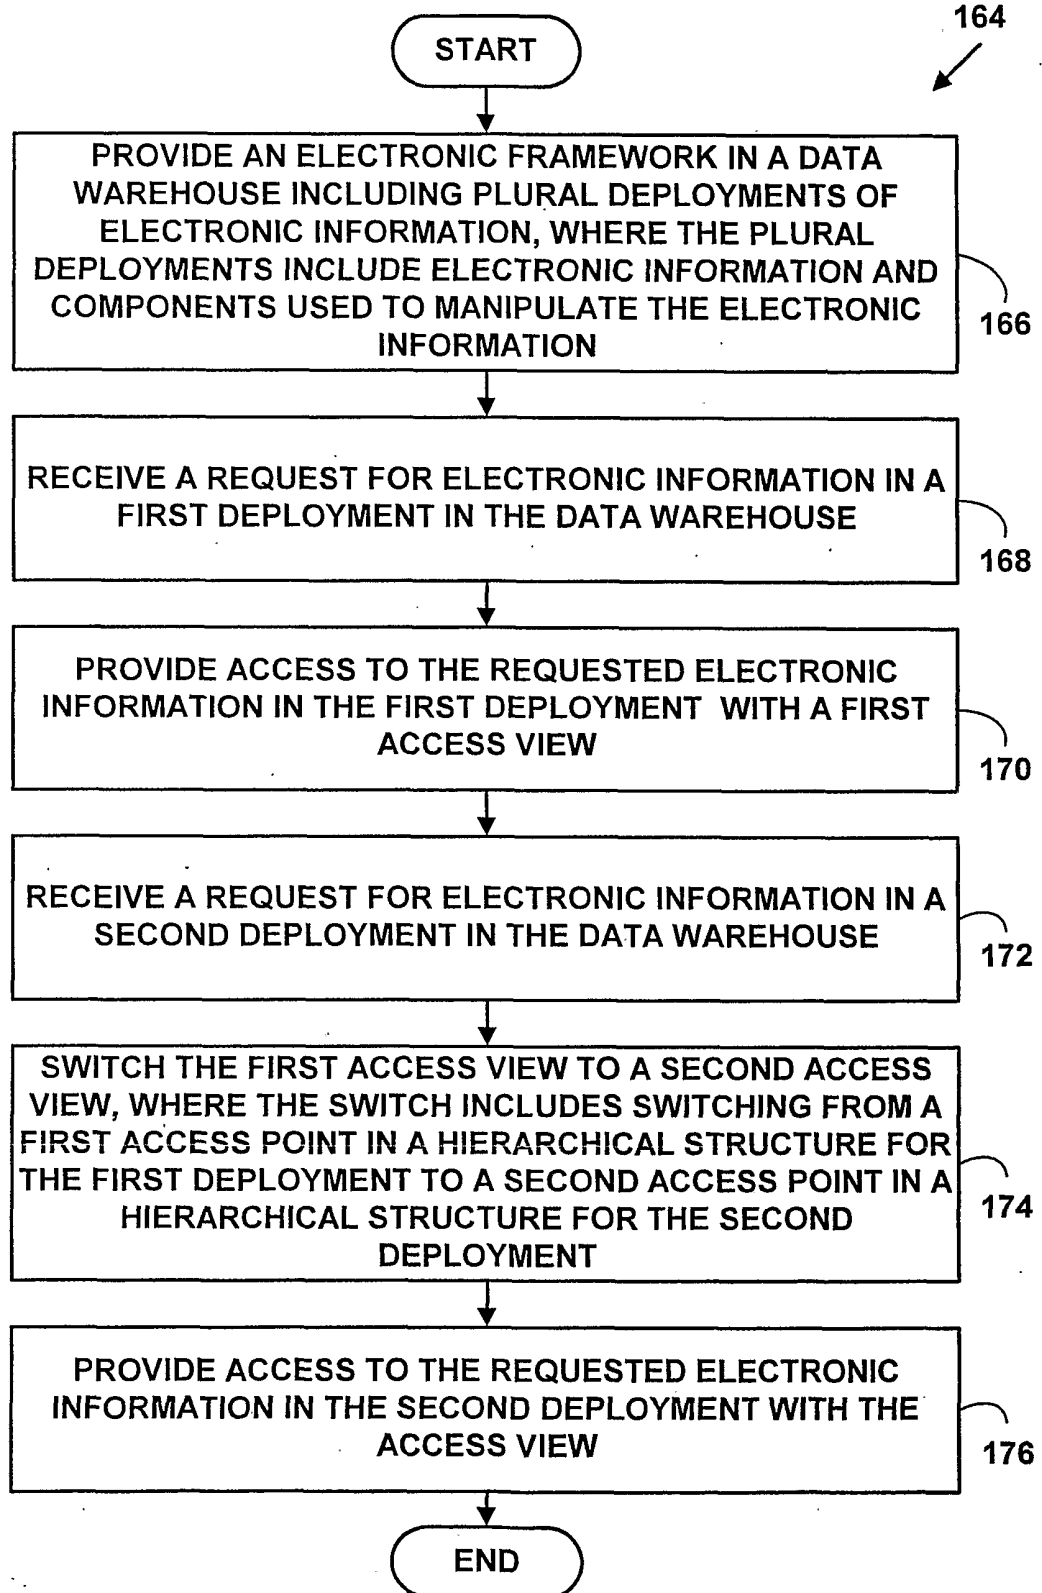 164
START
PROVIDE AN ELECTRONIC FRAMEWORK IN A DATA
WAREHOUSE INCLUDING PLURAL DEPLOYMENTS OF
ELECTRONIC INFORMATION, WHERE THE PLURAL
DEPLOYMENTS INCLUDE ELECTRONIC INFORMATION AND
COMPONENTS USED TO MANIPULATE THE ELECTRONIC
INFORMATION
166
RECEIVE A REQUEST FOR ELECTRONIC INFORMATION IN A
FIRST DEPLOYMENT IN THE DATA WAREHOUSE
168
PROVIDE ACCESS TO THE REQUESTED ELECTRONIC
INFORMATION IN THE FIRST DEPLOYMENT WITH A FIRST
ACCESS VIEW
170
RECEIVE A REQUEST FOR ELECTRONIC INFORMATION IN A
SECOND DEPLOYMENT IN THE DATA WAREHOUSE
172
SWITCH THE FIRST ACCESS VIEW TO A SECOND ACCESS
VIEW, WHERE THE SWITCH INCLUDES SWITCHING FROM A
FIRST ACCESS POINT IN A HIERARCHICAL STRUCTURE FOR
THE FIRST DEPLOYMENT TO A SECOND ACCESS POINT IN A
HIERARCHICAL STRUCTURE FOR THE SECOND
DEPLOYMENT
174
PROVIDE ACCESS TO THE REQUESTED ELECTRONIC
INFORMATION IN THE SECOND DEPLOYMENT WITH THE
ACCESS VIEW
176
END